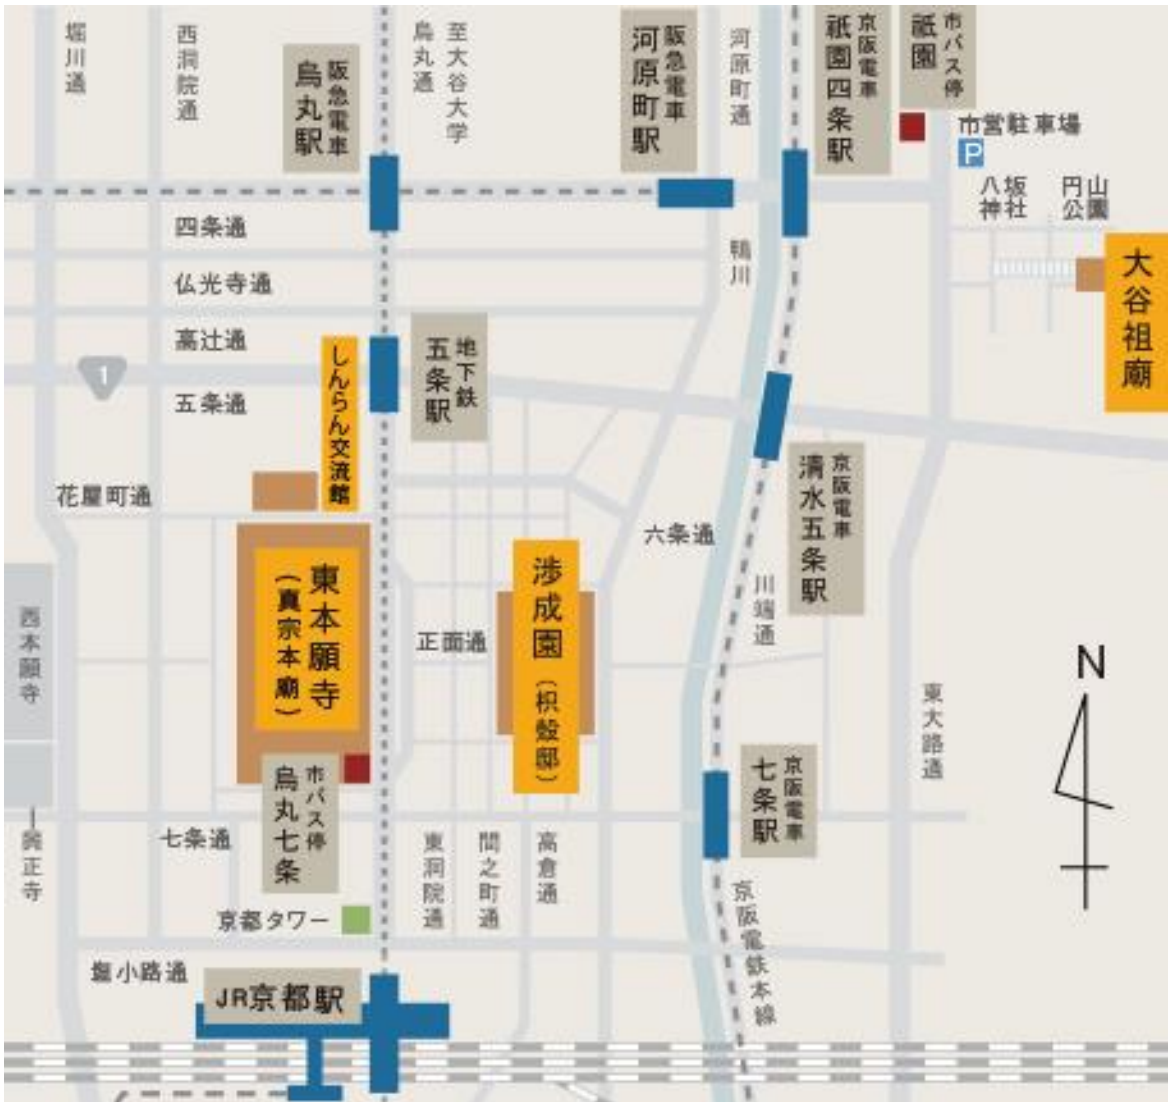 堀川通
西洞院通
阪急電車
烏丸駅
烏丸通
至大谷大学
阪急電車
河原町駅
河原町通
京阪電車
祇園四条駅
市バス停
祇園
市営駐車場
P
八坂神社
円山公園
四条通
鴨川
大谷祖廟
仏光寺通
高辻通
しんらん交流館
地下鉄
五条駅
1
五条通
花屋町通
京阪電車
清水五条駅
六条通
東本願寺
(真宗本廟)
渉成園
(枳殻邸)
川端通
西本願寺
正面通
N
東大路通
市バス停
烏丸七条
京阪電車
七条駅
七条通
興正寺
東洞院通
間之町通
高倉通
京都タワー
京阪電鉄本線
塩小路通
JR京都駅